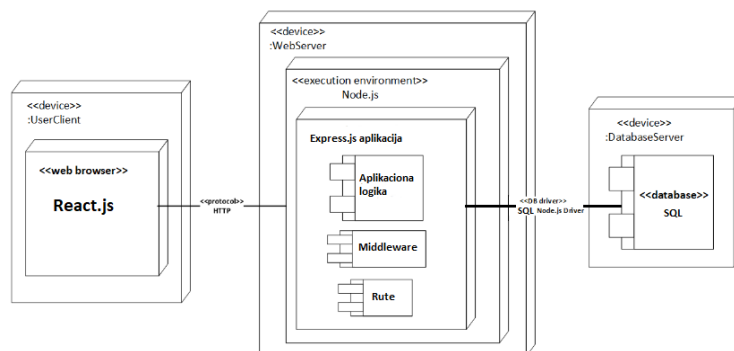 <<device>>
:UserClient
<<web browser>>
React.js
<<protocol>>
HTTP
<<device>>
:WebServer
<<execution environment>>
Node.js
Express.js aplikacija
Aplikaciona
logika
Middleware
Rute
<<DB driver>>
SQL Node.js Driver
<<device>>
:DatabaseServer
<<database>>
SQL